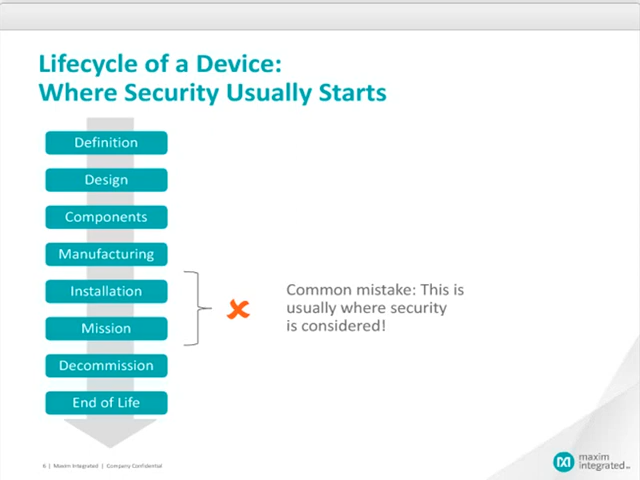 Lifecycle of a Device:
Where Security Usually Starts
Definition
Design
Components
Manufacturing
Installation
Mission
Decommission
End of Life
Common mistake: This is
usually where security
is considered!
6 | Maxim Integrated | Company Confidential
maxim
integrated™